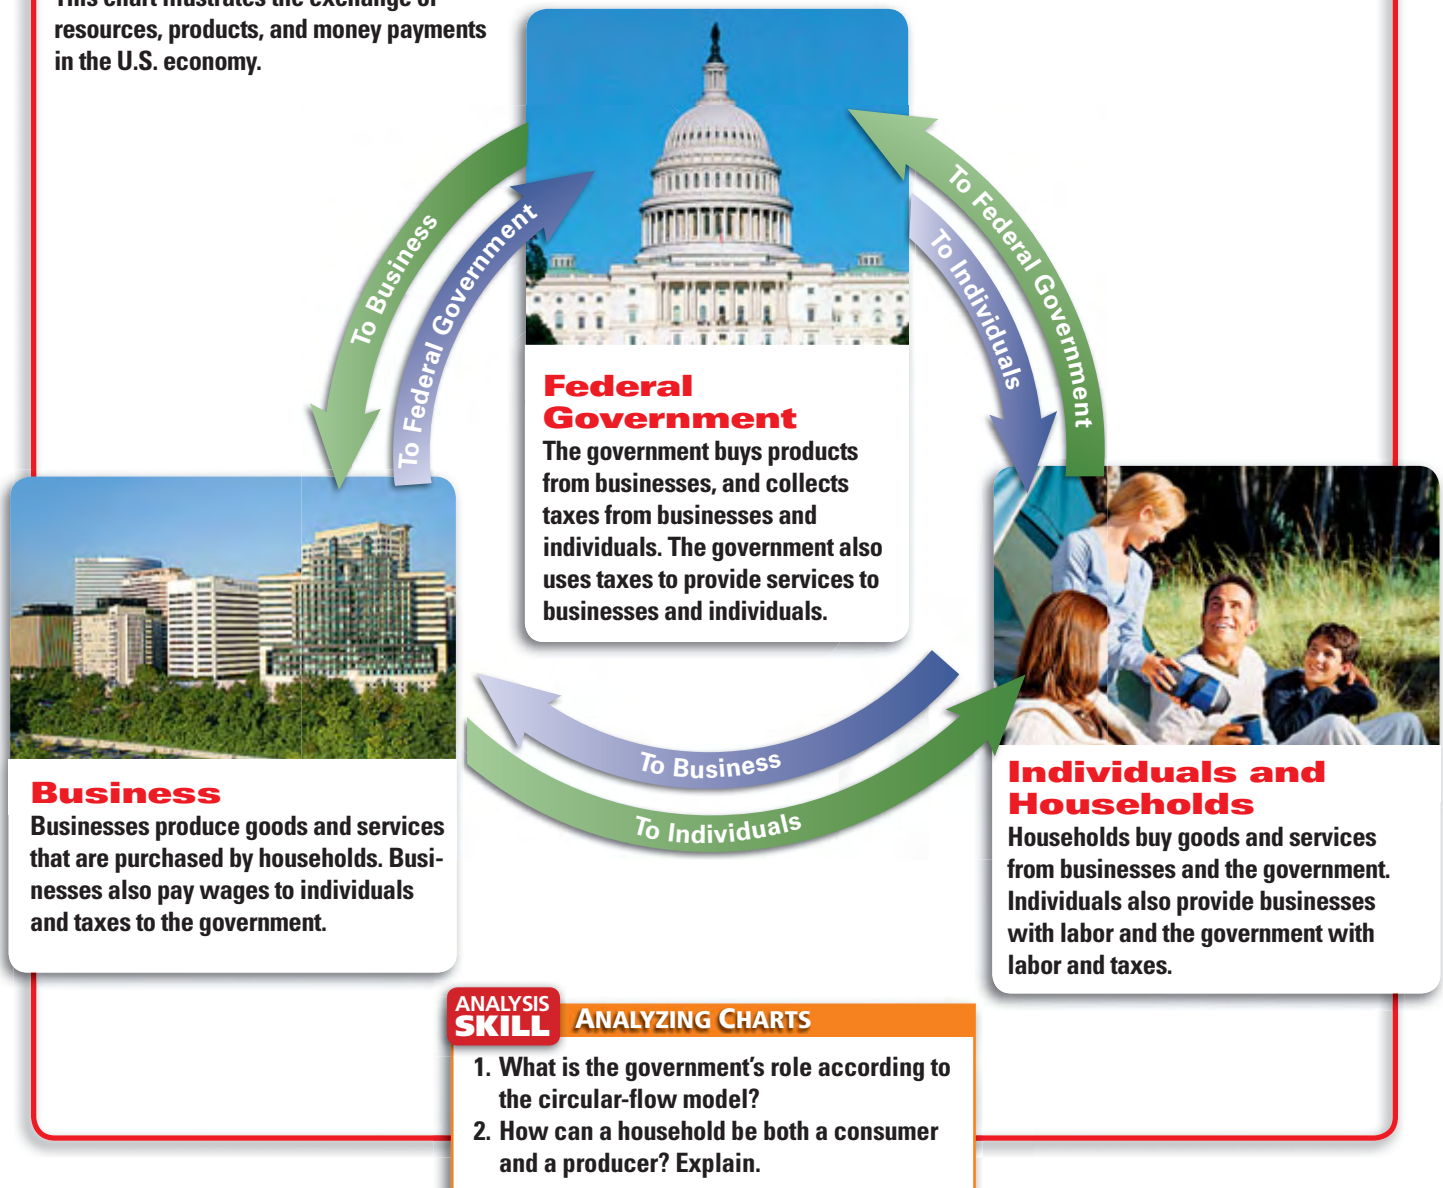 This chart illustrates the exchange of
resources, products, and money payments
in the U.S. economy.
To Business
To Federal Government
To Federal Government
To Individuals
Federal
Government
The government buys products
from businesses, and collects
taxes from businesses and
individuals. The government also
uses taxes to provide services to
businesses and individuals.
Business
Businesses produce goods and services
that are purchased by households. Busi-
nesses also pay wages to individuals
and taxes to the government.
To Business
To Individuals
Individuals and
Households
Households buy goods and services
from businesses and the government.
Individuals also provide businesses
with labor and the government with
labor and taxes.
ANALYSIS
SKILL
ANALYZING CHARTS
1. What is the government's role according to
the circular-flow model?
2. How can a household be both a consumer
and a producer? Explain.